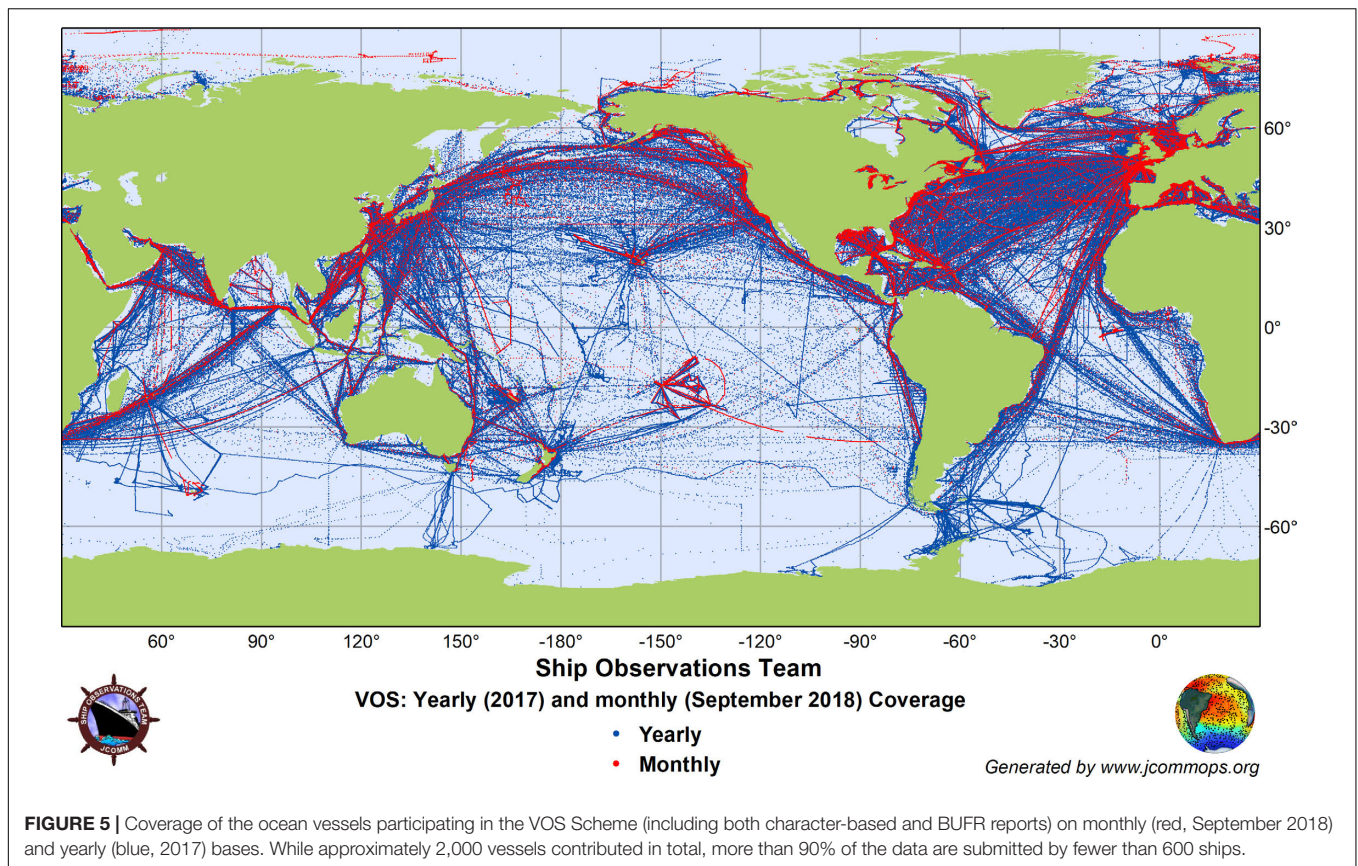 60°
30°
0°
-30°
-60°
60° 90° 120° 150° -180° -150° -120° -90° -60° -30° 0°
Ship Observations Team
VOS: Yearly (2017) and monthly (September 2018) Coverage
• Yearly
• Monthly
SHIP OBSERVATIONS TEAM
JCOMM
Generated by www.jcommops.org
FIGURE 5 | Coverage of the ocean vessels participating in the VOS Scheme (including both character-based and BUFR reports) on monthly (red, September 2018)
and yearly (blue, 2017) bases. While approximately 2,000 vessels contributed in total, more than 90% of the data are submitted by fewer than 600 ships.